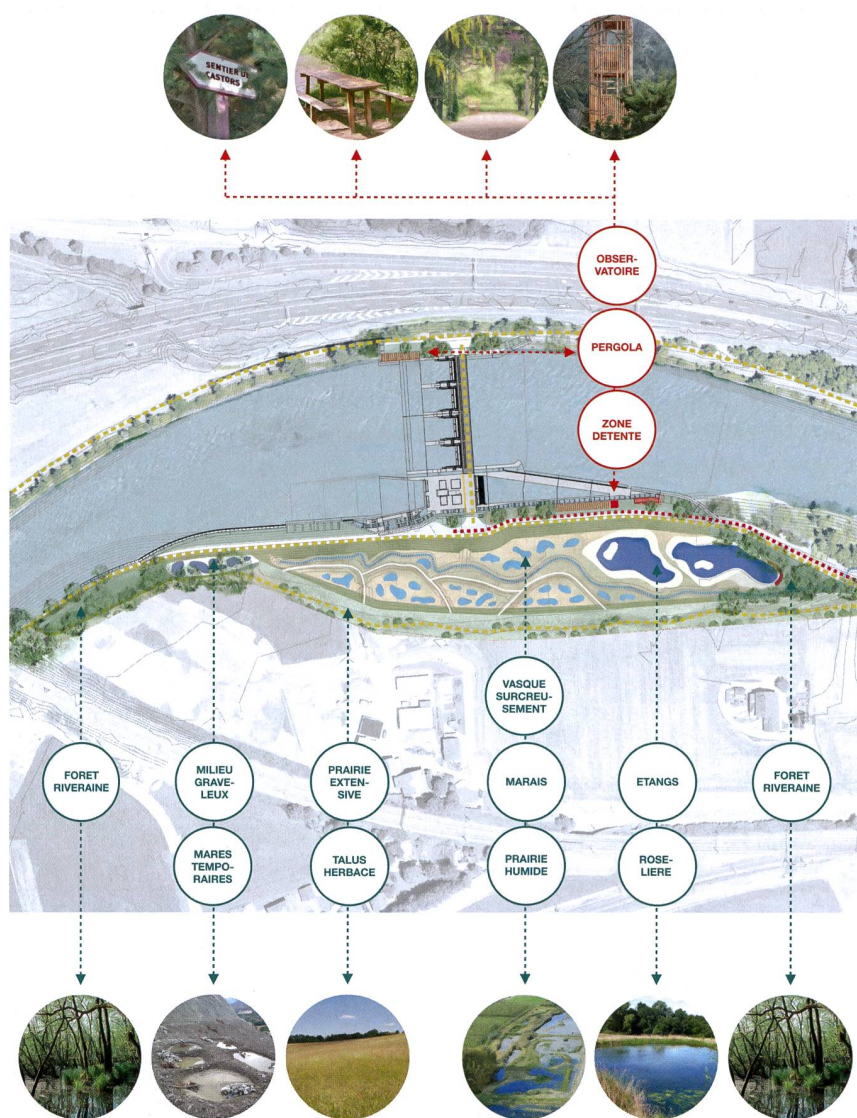 SENTIER DES
CASTORS
OBSER-
VATOIRE
PERGOLA
ZONE
DETENTE
VASQUE
SURCREU-
SEMENT
FORET
RIVERAINE
MILIEU
GRAVE-
LEUX
PRAIRIE
EXTEN-
SIVE
MARAIS
ETANGS
FORET
RIVERAINE
MARES
TEMPO-
RAIRES
TALUS
HERBACE
PRAIRIE
HUMIDE
ROSE-
LIERE